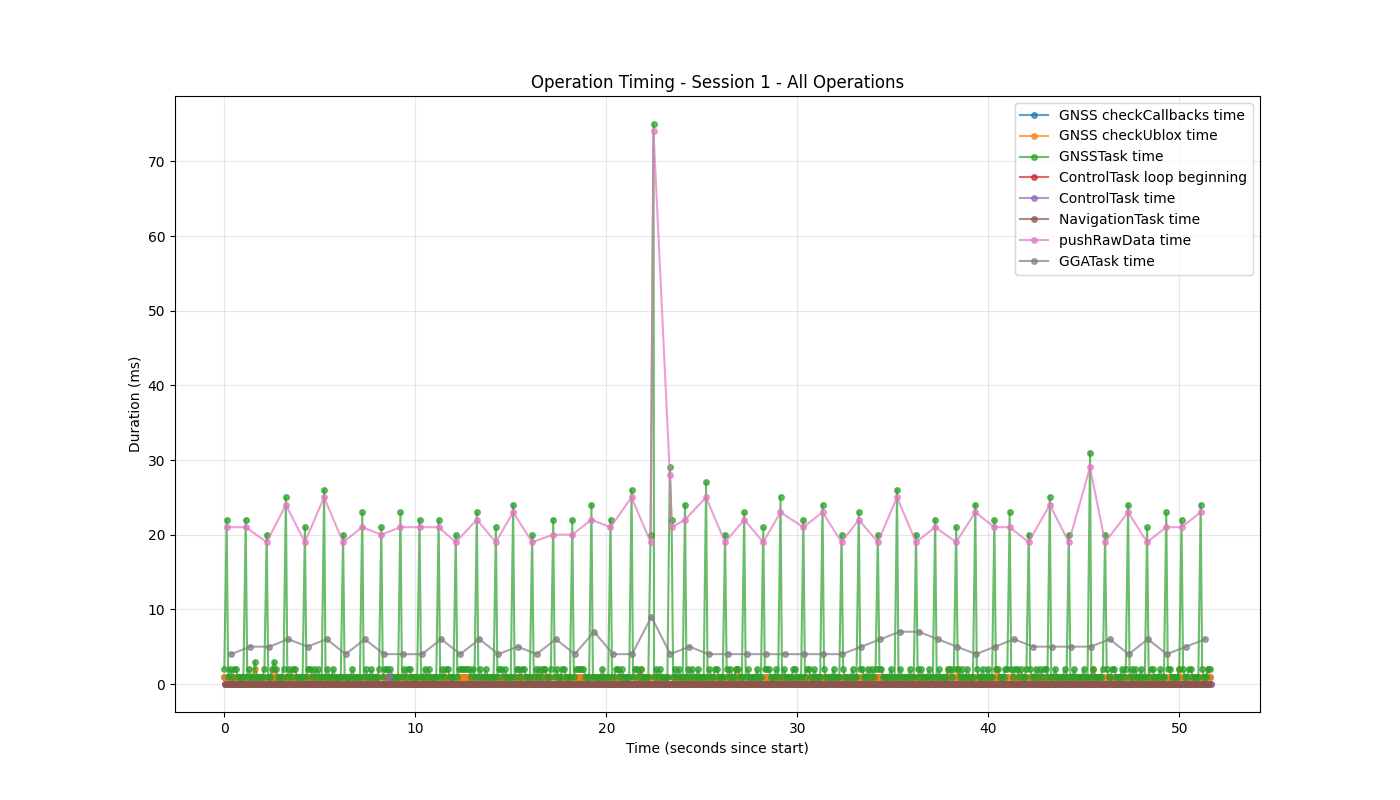 Operation Timing - Session 1 - All Operations
GNSS checkCallbacks time
GNSS checkUblox time
GNSSTask time
ControlTask loop beginning
ControlTask time
NavigationTask time
pushRawData time
GGATask time
Duration (ms)
70
60
50
40
30
20
10
0
0 10 20 30 40 50
Time (seconds since start)